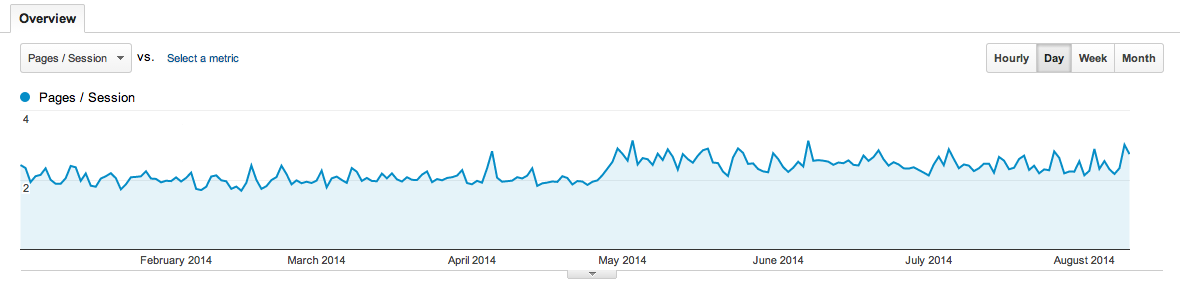 Overview
Pages / Session vs. Select a metric Hourly Day Week Month
Pages / Session
4
2
February 2014 March 2014 April 2014 May 2014 June 2014 July 2014 August 2014